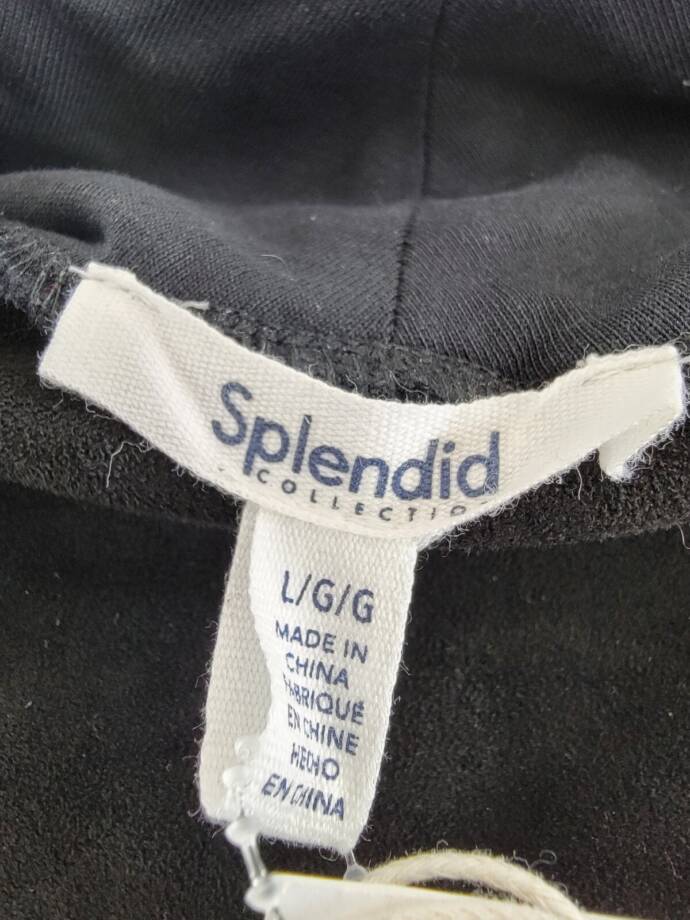 Splendid
COLLECTIO
L/G/G
MADE IN
CHINA
FABRIQUÉ
EN CHINE
HECHO
EN CHINA